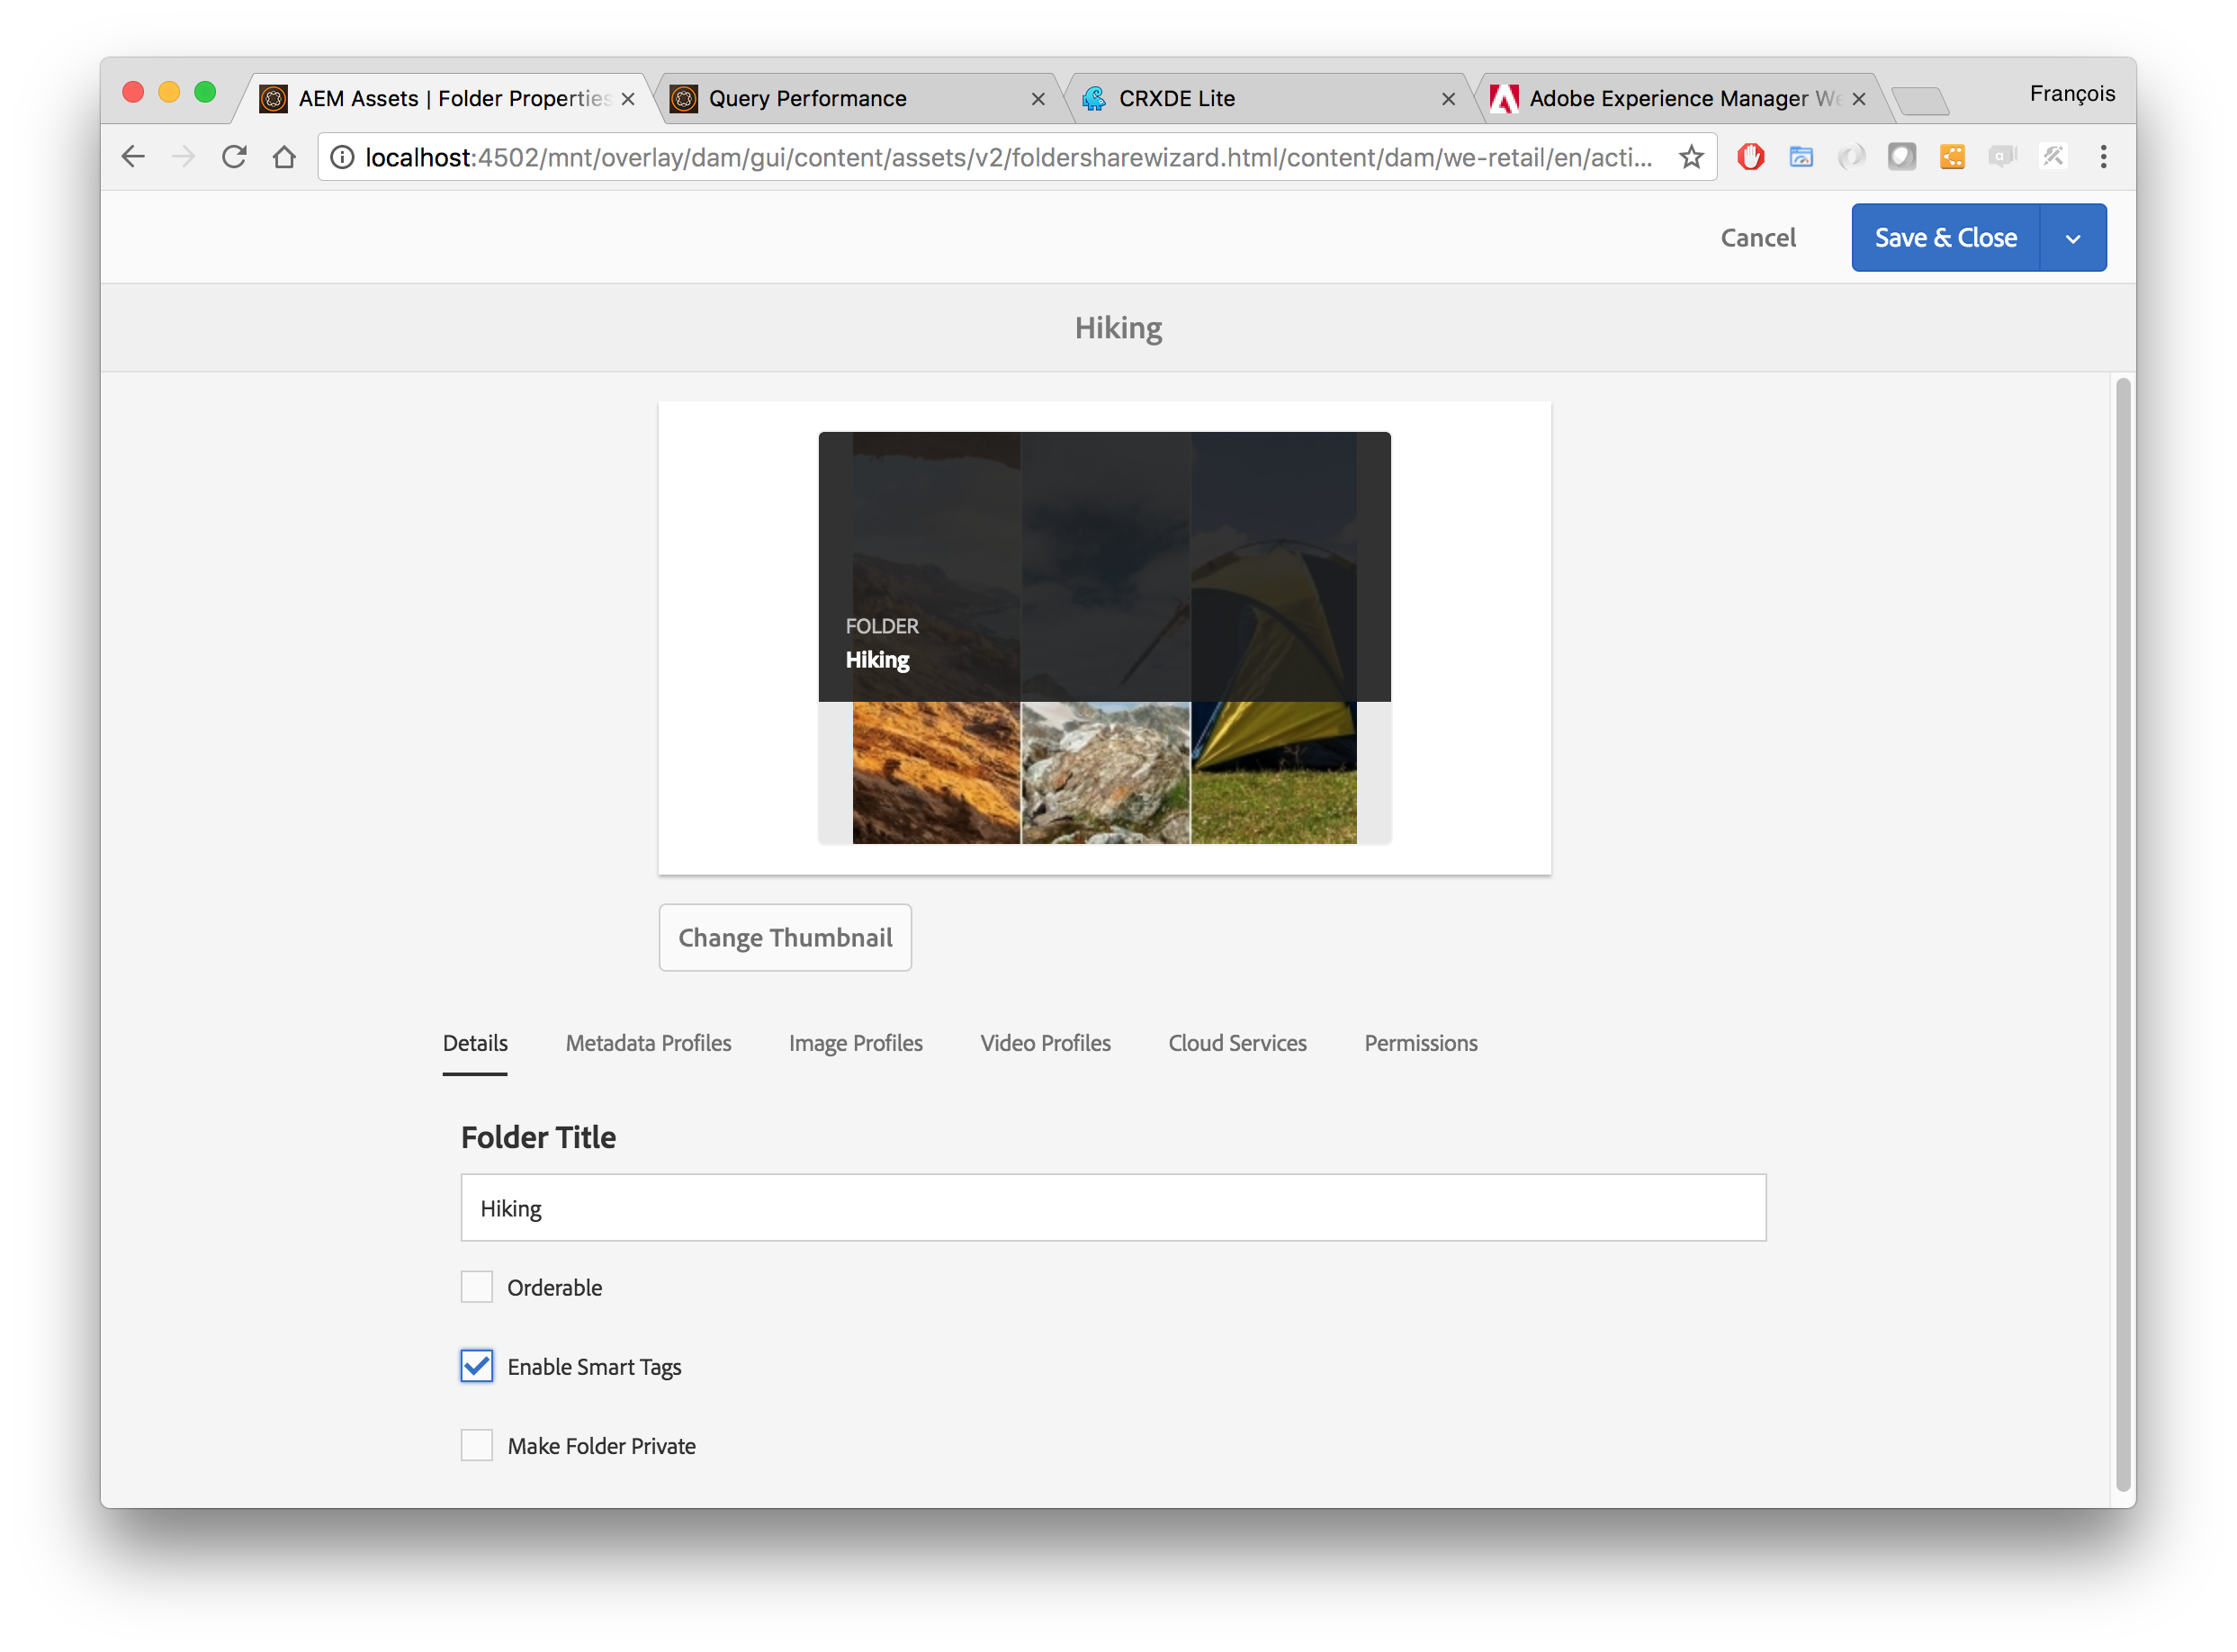 AEM Assets | Folder Properties
Query Performance
CRXDE Lite
Adobe Experience Manager We
François
localhost:4502/mnt/overlay/dam/gui/content/assets/v2/foldersharewizard.html/content/dam/we-retail/en/acti...
Cancel
Save & Close
Hiking
FOLDER
Hiking
Change Thumbnail
Details
Metadata Profiles
Image Profiles
Video Profiles
Cloud Services
Permissions
Folder Title
Hiking
Orderable
Enable Smart Tags
Make Folder Private